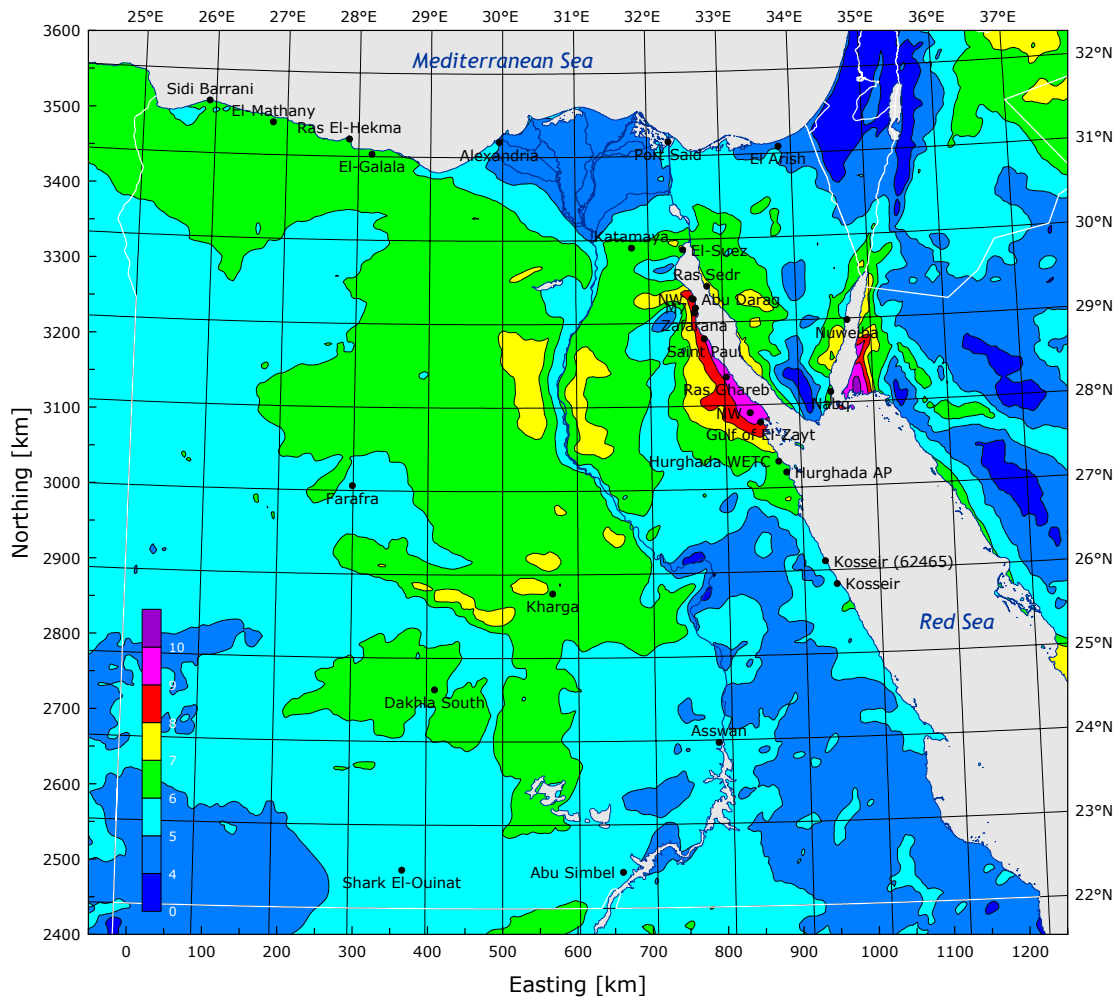 25°E 26°E 27°E 28°E 29°E 30°E 31°E 32°E 33°E 34°E 35°E 36°E 37°E
3600
Mediterranean Sea
32°N
Sidi Barrani
3500
El-Mathany
Ras El-Hekma
31°N
Alexandria
Port Said
El Arish
El-Galala
3400
30°N
Katamaya
El-Suez
3300
Ras Sedr
NW
Abu Darag
M7
29°N
Zafarana
Nuweiba
3200
Saint Paul
28°N
Ras Ghareb
Nabq
3100
NW
Gulf of El-Zayt
Hurghada WETC
Hurghada AP
27°N
3000
Farafra
Northing [km]
2900
Kosseir (62465)
26°N
Kosseir
Kharga
Red Sea
2800
25°N
10
9
Dakhla South
2700
8
Asswan
24°N
7
2600
6
23°N
5
2500
Abu Simbel
Shark El-Ouinat
4
0
22°N
2400
0 100 200 300 400 500 600 700 800 900 1000 1100 1200
Easting [km]